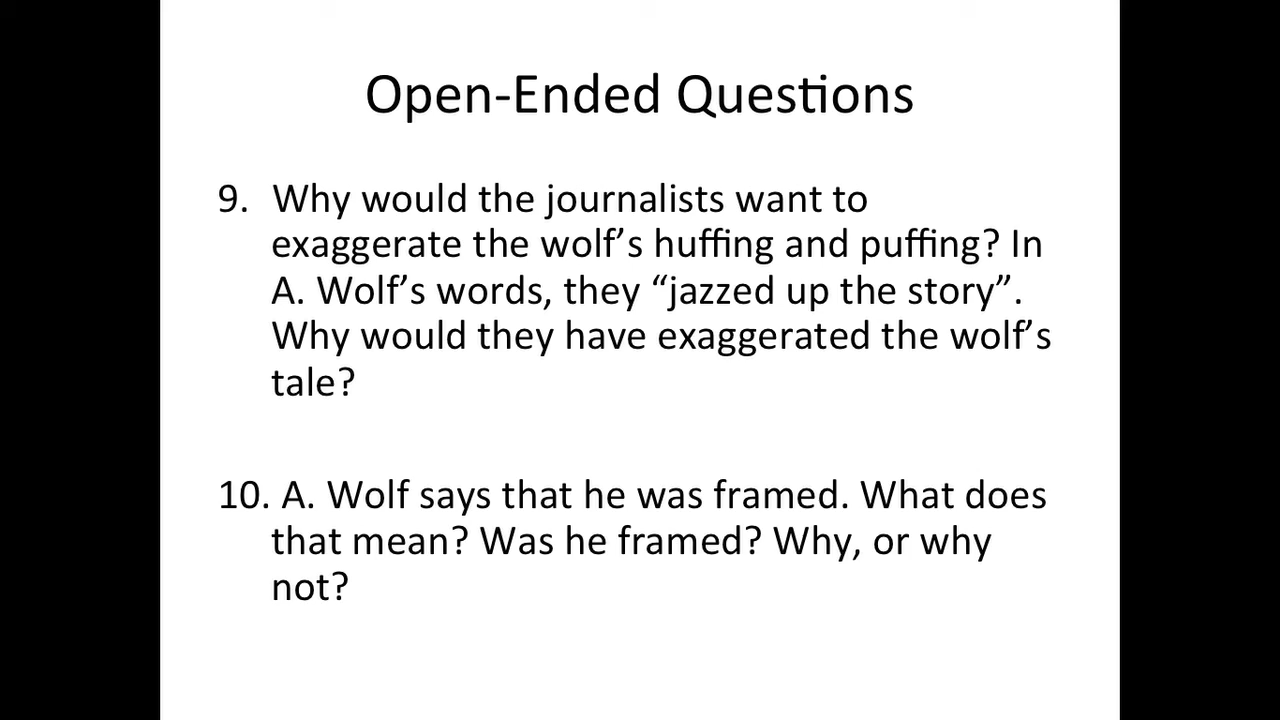 Open-Ended Questions
9. Why would the journalists want to
exaggerate the wolf’s huffing and puffing? In
A. Wolf’s words, they “jazzed up the story”.
Why would they have exaggerated the wolf’s
tale?
10. A. Wolf says that he was framed. What does
that mean? Was he framed? Why, or why
not?